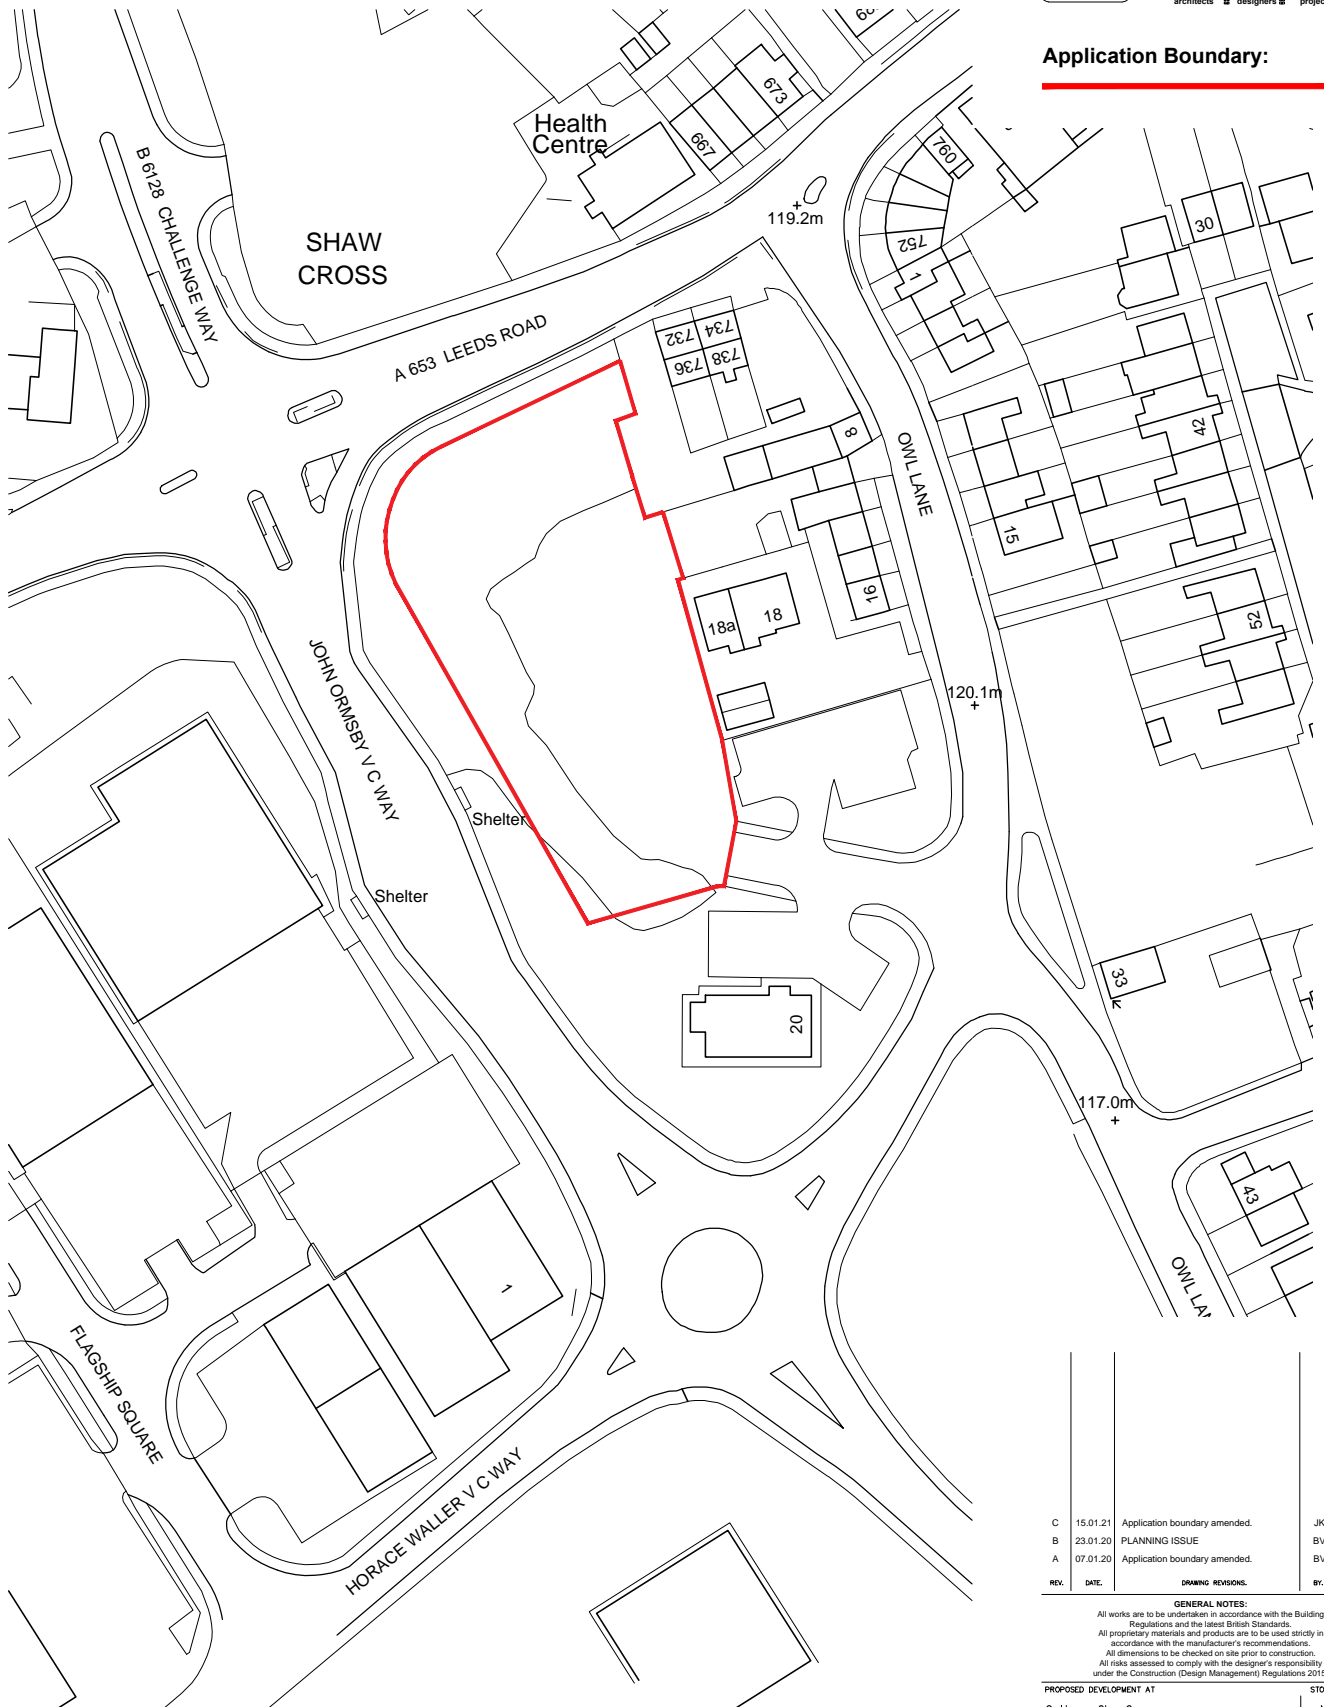 architects designers
Application Boundary:
69
673
667
Health
Centre
760
B 6128 CHALLENGE WAY
119.2m
30
SHAW
CROSS
752
1
A 653 LEEDS ROAD
732 734
736 738
8
42
OWL LANE
15
16
18a 18
52
JOHN ORMSBY V C WAY
120.1m
Shelter
Shelter
33
20
117.0m
43
OWL LAN
1
FLAGSHIP SQUARE
HORACE WALLER V C WAY
C 15.01.21 Application boundary amended. JK
B 23.01.20 PLANNING ISSUE BV
A 07.01.20 Application boundary amended. BV
REV. DATE. DRAWING REVISIONS. BY.
GENERAL NOTES:
All works are to be undertaken in accordance with the Building
Regulations and the latest British Standards.
All proprietary materials and products are to be used strictly in
accordance with the manufacturer's recommendations.
All dimensions to be checked on site prior to construction.
All risks assessed to comply with the designer's responsibility
under the Construction (Design Management) Regulations 2015
PROPOSED DEVELOPMENT AT STO